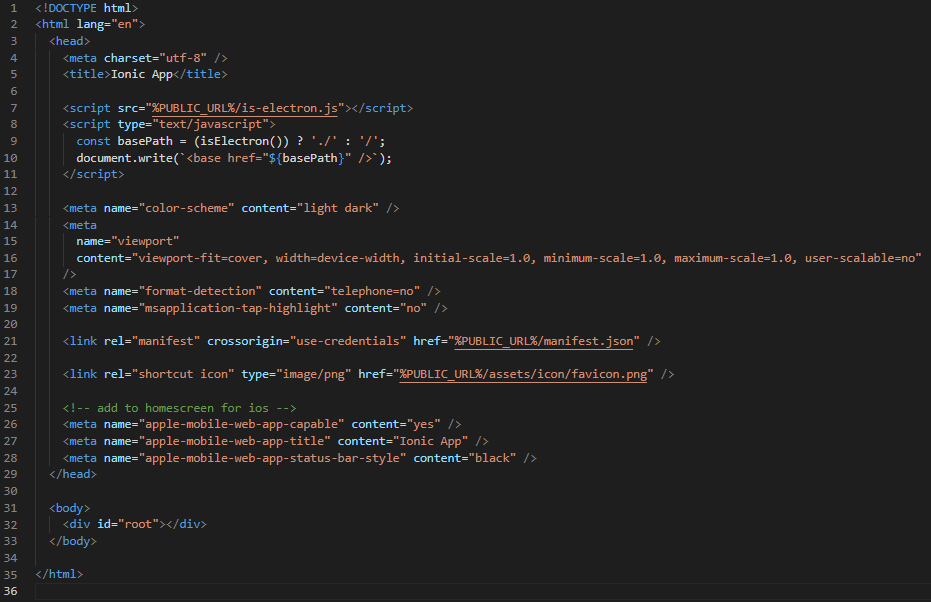 1 <!DOCTYPE html>
2 <html lang="en">
3   <head>
4     <meta charset="utf-8" />
5     <title>Ionic App</title>
6
7     <script src="%PUBLIC_URL%/is-electron.js"></script>
8     <script type="text/javascript">
9       const basePath = (isElectron()) ? './' : '/';
10       document.write(`<base href="${basePath}" />`);
11     </script>
12
13     <meta name="color-scheme" content="light dark" />
14     <meta
15       name="viewport"
16       content="viewport-fit=cover, width=device-width, initial-scale=1.0, minimum-scale=1.0, maximum-scale=1.0, user-scalable=no"
17     />
18     <meta name="format-detection" content="telephone=no" />
19     <meta name="msapplication-tap-highlight" content="no" />
20
21     <link rel="manifest" crossorigin="use-credentials" href="%PUBLIC_URL%/manifest.json" />
22
23     <link rel="shortcut icon" type="image/png" href="%PUBLIC_URL%/assets/icon/favicon.png" />
24
25     <!-- add to homescreen for ios -->
26     <meta name="apple-mobile-web-app-capable" content="yes" />
27     <meta name="apple-mobile-web-app-title" content="Ionic App" />
28     <meta name="apple-mobile-web-app-status-bar-style" content="black" />
29   </head>
30
31   <body>
32     <div id="root"></div>
33   </body>
34
35 </html>
36